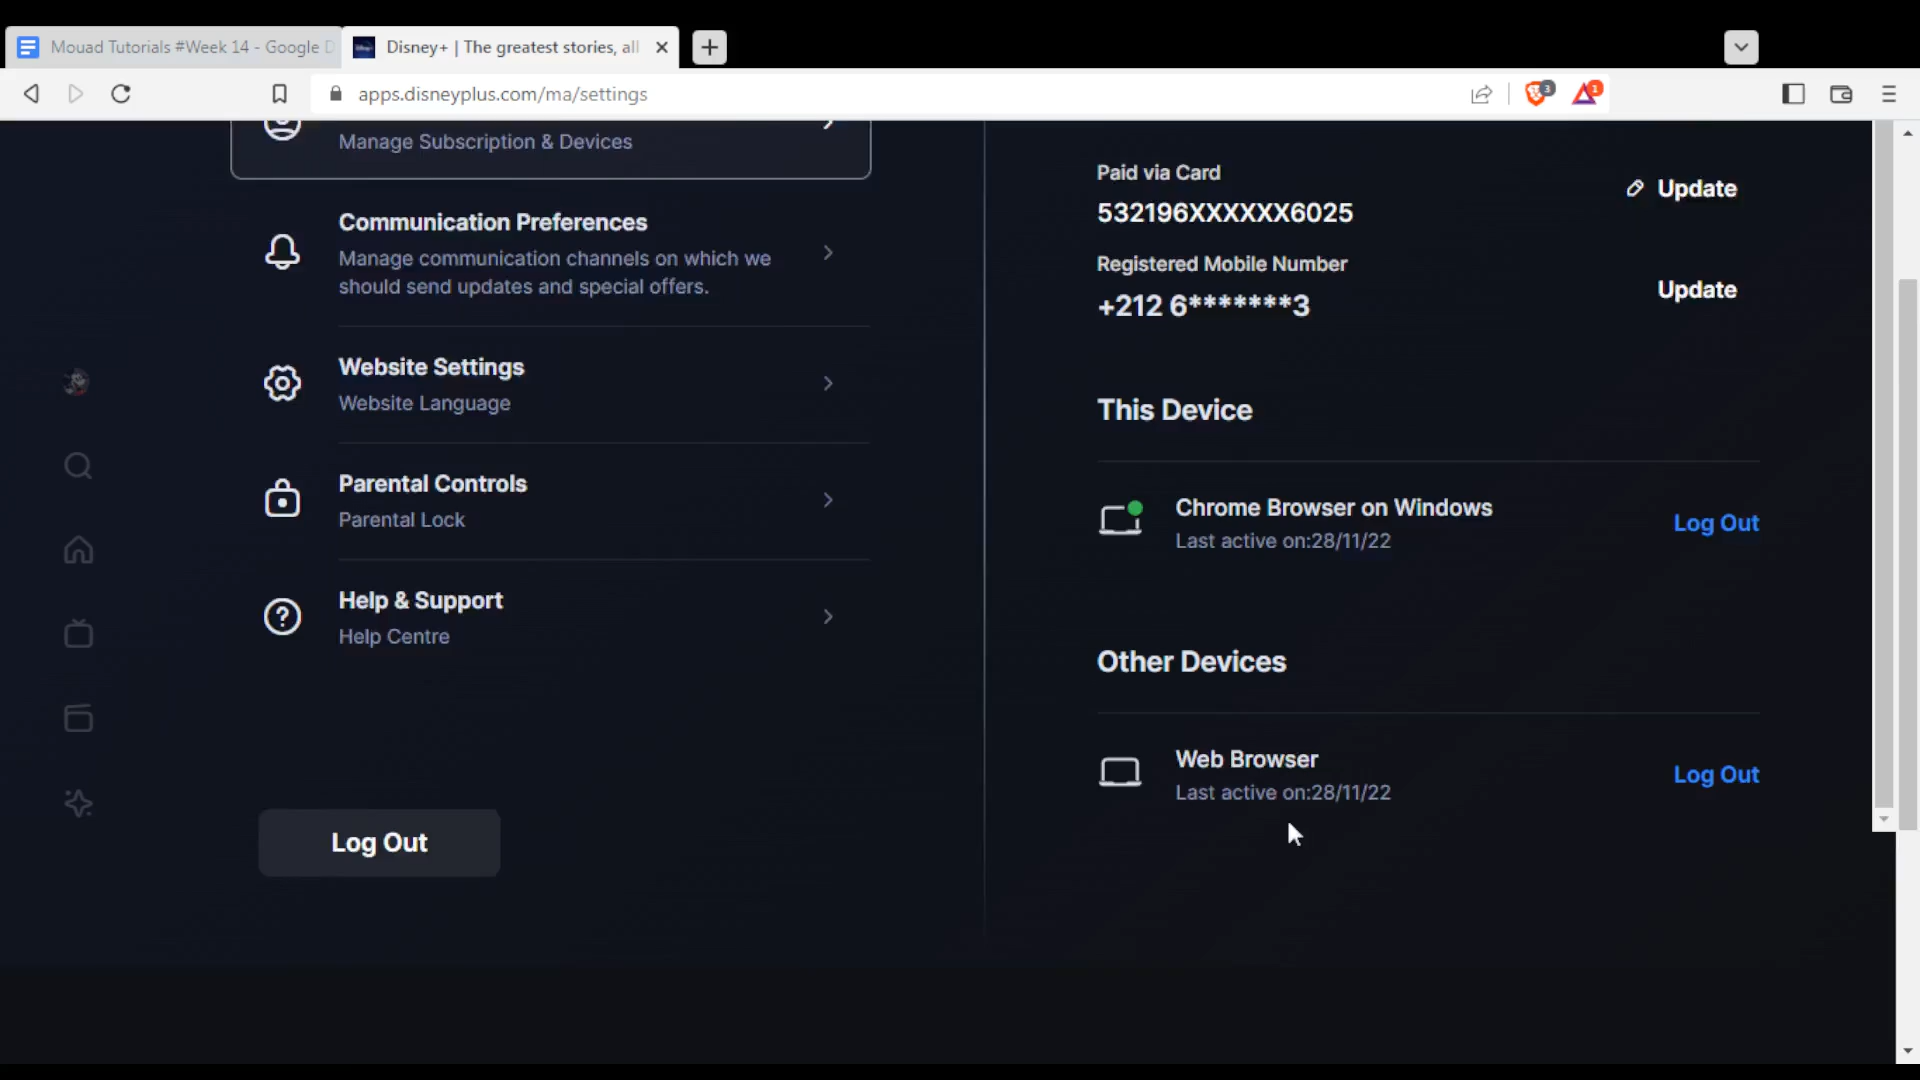 Mouad Tutorials #Week 14 - Google D
Disney+ | The greatest stories, all
apps.disneyplus.com/ma/settings
3
1
Manage Subscription & Devices
Communication Preferences
Manage communication channels on which we
should send updates and special offers.
Website Settings
Website Language
Parental Controls
Parental Lock
Help & Support
Help Centre
Log Out
Paid via Card
532196XXXXXX6025
Update
Registered Mobile Number
+212 6*******3
Update
This Device
Chrome Browser on Windows
Last active on:28/11/22
Log Out
Other Devices
Web Browser
Last active on:28/11/22
Log Out